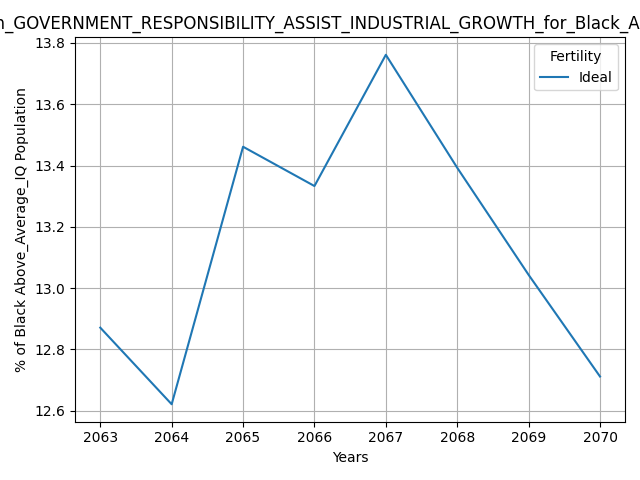 n_GOVERNMENT_RESPONSIBILITY_ASSIST_INDUSTRIAL_GROWTH_for_Black_A
Fertility
Ideal
% of Black Above_Average_IQ Population
13.8
13.6
13.4
13.2
13.0
12.8
12.6
2063 2064 2065 2066 2067 2068 2069 2070
Years